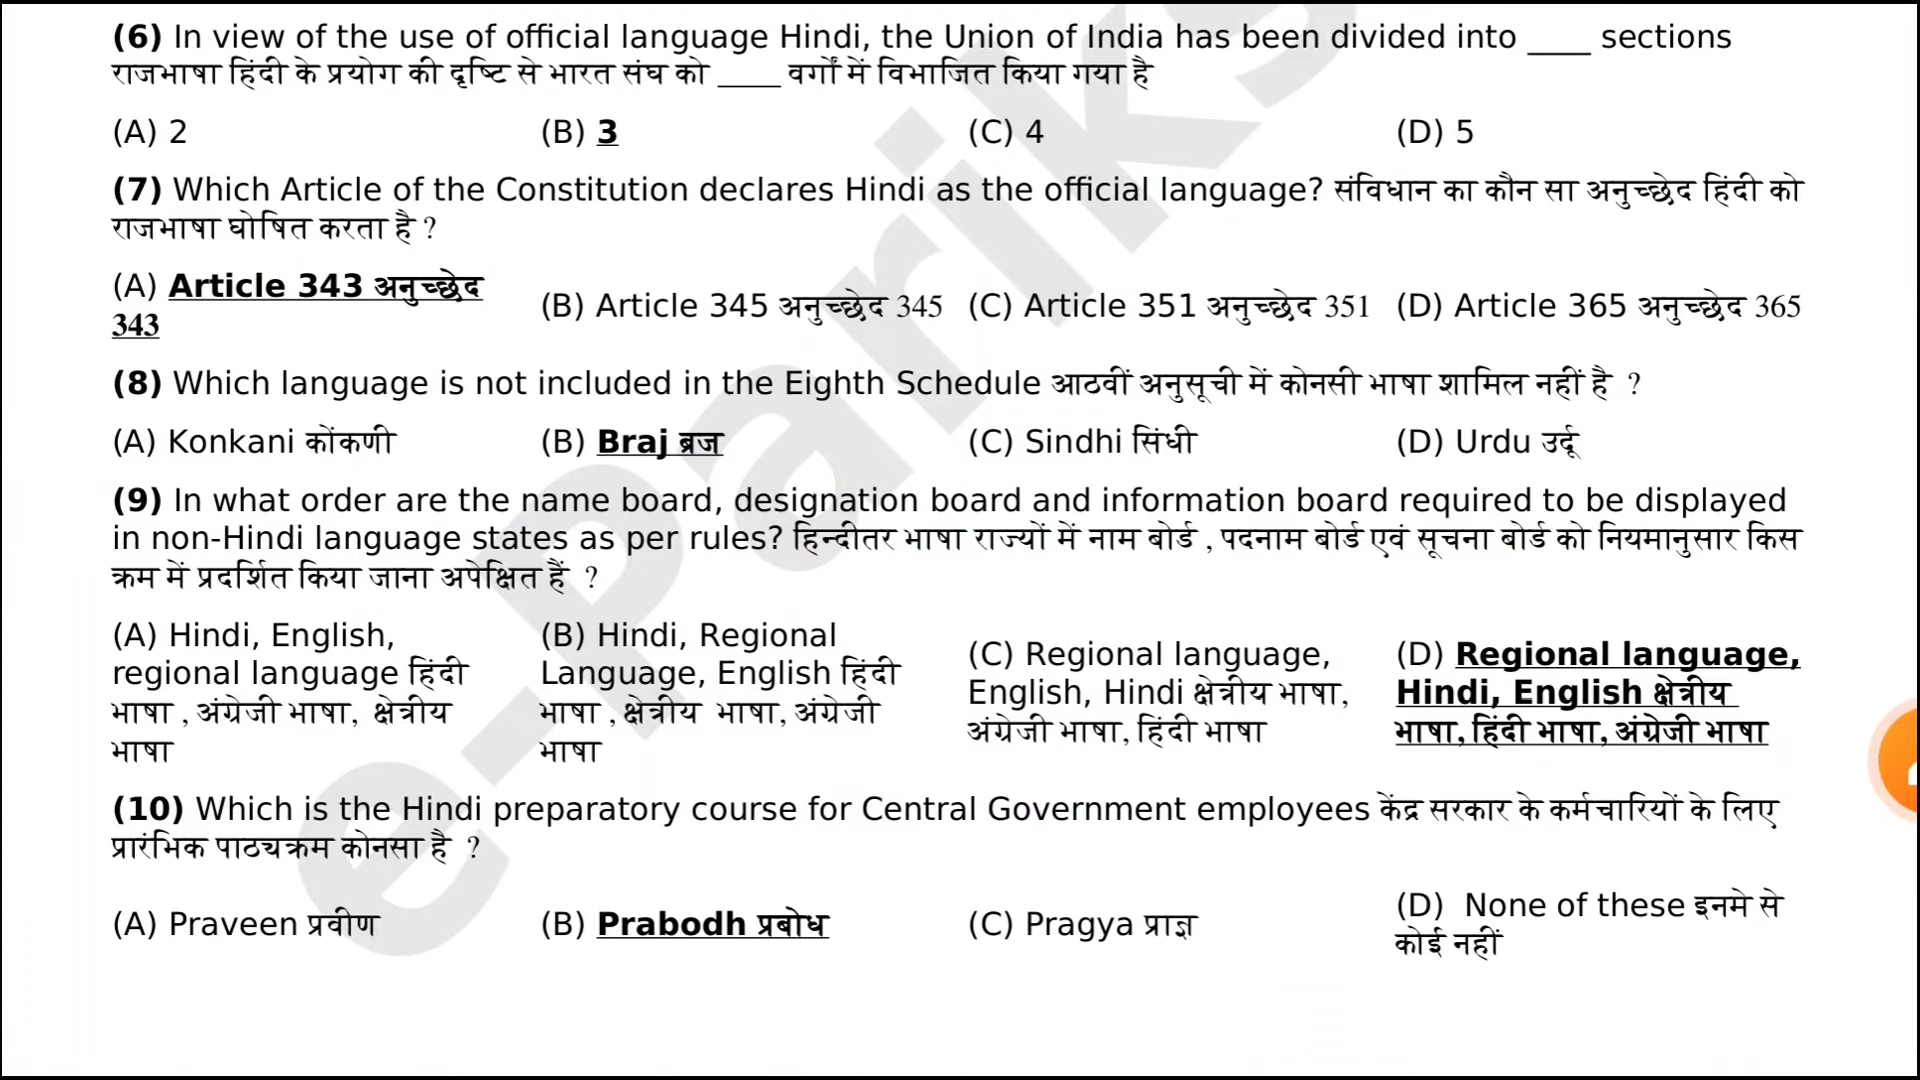 (6) In view of the use of official language Hindi, the Union of India has been divided into ____ sections
राजभाषा हिंदी के प्रयोग की दृष्टि से भारत संघ को ____ वर्गों में विभाजित किया गया है
(A) 2 (B) 3 (C) 4 (D) 5
(7) Which Article of the Constitution declares Hindi as the official language? संविधान का कौन सा अनुच्छेद हिंदी को
राजभाषा घोषित करता है ?
(A) Article 343 अनुच्छेद
343
(B) Article 345 अनुच्छेद 345 (C) Article 351 अनुच्छेद 351 (D) Article 365 अनुच्छेद 365
(8) Which language is not included in the Eighth Schedule आठवीं अनुसूची में कोनसी भाषा शामिल नहीं है ?
(A) Konkani कोंकणी (B) Braj ब्रज (C) Sindhi सिंधी (D) Urdu उर्दू
(9) In what order are the name board, designation board and information board required to be displayed
in non-Hindi language states as per rules? हिन्दीतर भाषा राज्यों में नाम बोर्ड , पदनाम बोर्ड एवं सूचना बोर्ड को नियमानुसार किस
क्रम में प्रदर्शित किया जाना अपेक्षित हैं ?
(A) Hindi, English,
regional language हिंदी
भाषा , अंग्रेजी भाषा, क्षेत्रीय
भाषा
(B) Hindi, Regional
Language, English हिंदी
भाषा , क्षेत्रीय भाषा, अंग्रेजी
भाषा
(C) Regional language,
English, Hindi क्षेत्रीय भाषा,
अंग्रेजी भाषा, हिंदी भाषा
(D) Regional language,
Hindi, English क्षेत्रीय
भाषा, हिंदी भाषा, अंग्रेजी भाषा
(10) Which is the Hindi preparatory course for Central Government employees केंद्र सरकार के कर्मचारियों के लिए
प्रारंभिक पाठ्यक्रम कोनसा है ?
(A) Praveen प्रवीण (B) Prabodh प्रबोध (C) Pragya प्राज्ञ
(D) None of these इनमे से
कोई नहीं
e-Pariks